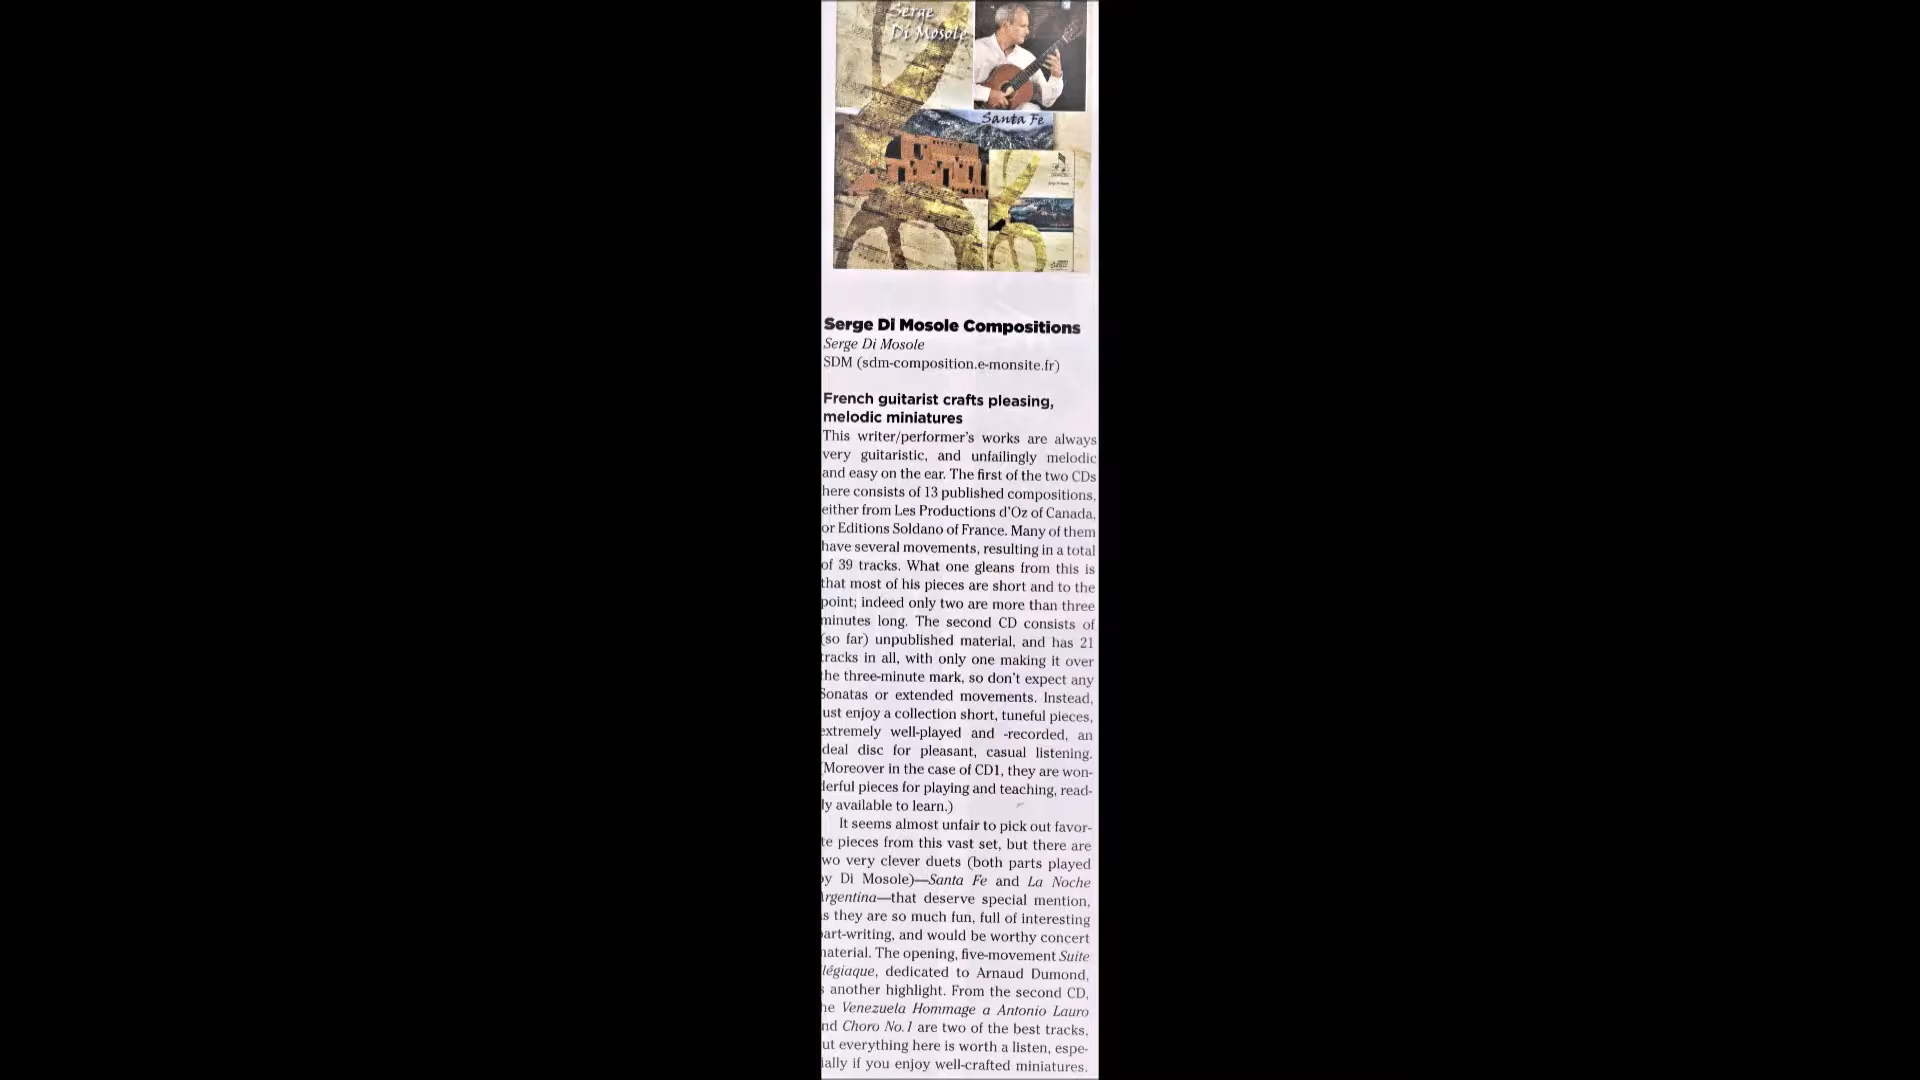 Serge
Di Mosole
Santa Fe
Serge Di Mosole Compositions
Serge Di Mosole
SDM (sdm-composition.e-monsite.fr)
French guitarist crafts pleasing,
melodic miniatures
This writer/performer's works are always
very guitaristic, and unfailingly melodic
and easy on the ear. The first of the two CDs
here consists of 13 published compositions,
either from Les Productions d'Oz of Canada,
or Editions Soldano of France. Many of them
have several movements, resulting in a total
of 39 tracks. What one gleans from this is
that most of his pieces are short and to the
point; indeed only two are more than three
minutes long. The second CD consists of
(so far) unpublished material, and has 21
tracks in all, with only one making it over
the three-minute mark, so don't expect any
Sonatas or extended movements. Instead,
ust enjoy a collection short, tuneful pieces,
extremely well-played and -recorded, an
deal disc for pleasant, casual listening.
(Moreover in the case of CD1, they are won-
derful pieces for playing and teaching, read-
ly available to learn.)
It seems almost unfair to pick out favor-
te pieces from this vast set, but there are
wo very clever duets (both parts played
by Di Mosole)—Santa Fe and La Noche
Argentina—that deserve special mention,
s they are so much fun, full of interesting
part-writing, and would be worthy concert
material. The opening, five-movement Suite
légiaque, dedicated to Arnaud Dumond,
s another highlight. From the second CD,
he Venezuela Hommage a Antonio Lauro
nd Choro No.1 are two of the best tracks,
ut everything here is worth a listen, espe-
ially if you enjoy well-crafted miniatures.